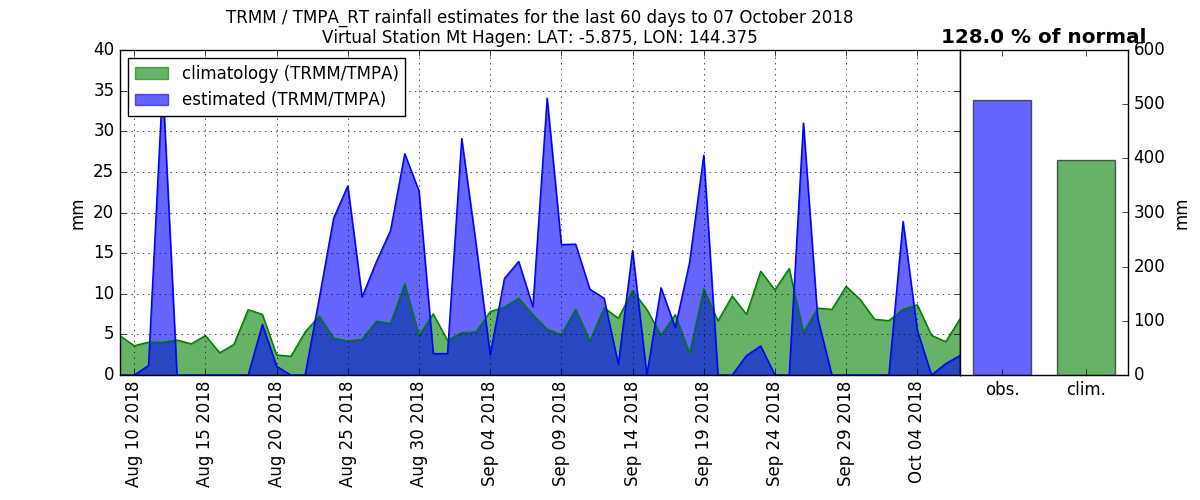 TRMM / TMPA_RT rainfall estimates for the last 60 days to 07 October 2018
Virtual Station Mt Hagen: LAT: -5.875, LON: 144.375
128.0 % of normal
climatology (TRMM/TMPA)
estimated (TRMM/TMPA)
40
35
30
25
20
15
10
5
0
mm
Aug 10 2018
Aug 15 2018
Aug 20 2018
Aug 25 2018
Aug 30 2018
Sep 04 2018
Sep 09 2018
Sep 14 2018
Sep 19 2018
Sep 24 2018
Sep 29 2018
Oct 04 2018
obs.
clim.
600
500
400
300
200
100
0
mm